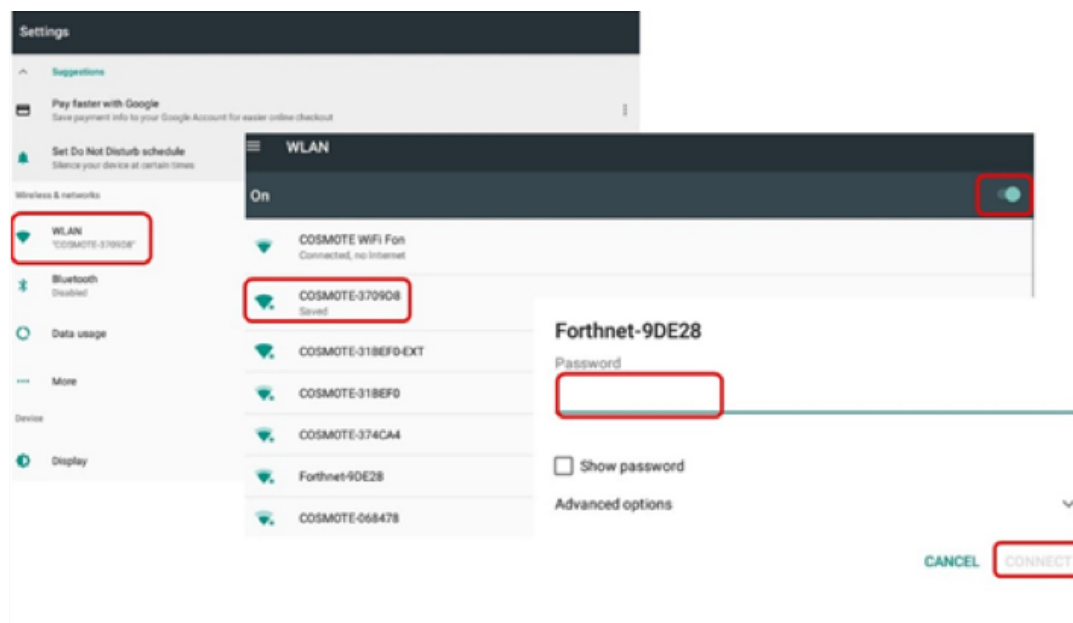 Settings
Suggestions
Pay faster with Google
Save payment info to your Google Account for easier online checkout
Set Do Not Disturb schedule
Silence your device at certain times
Wireless & networks
WLAN
"COSMOTE-3709D8"
Bluetooth
Disabled
Data usage
More
Device
Display
WLAN
On
COSMOTE WiFi Fon
Connected, no Internet
COSMOTE-3709D8
Saved
COSMOTE-318EF0-EXT
COSMOTE-318EF0
COSMOTE-374CA4
Forthnet-9DE28
COSMOTE-068478
Forthnet-9DE28
Password
Show password
Advanced options
CANCEL CONNECT